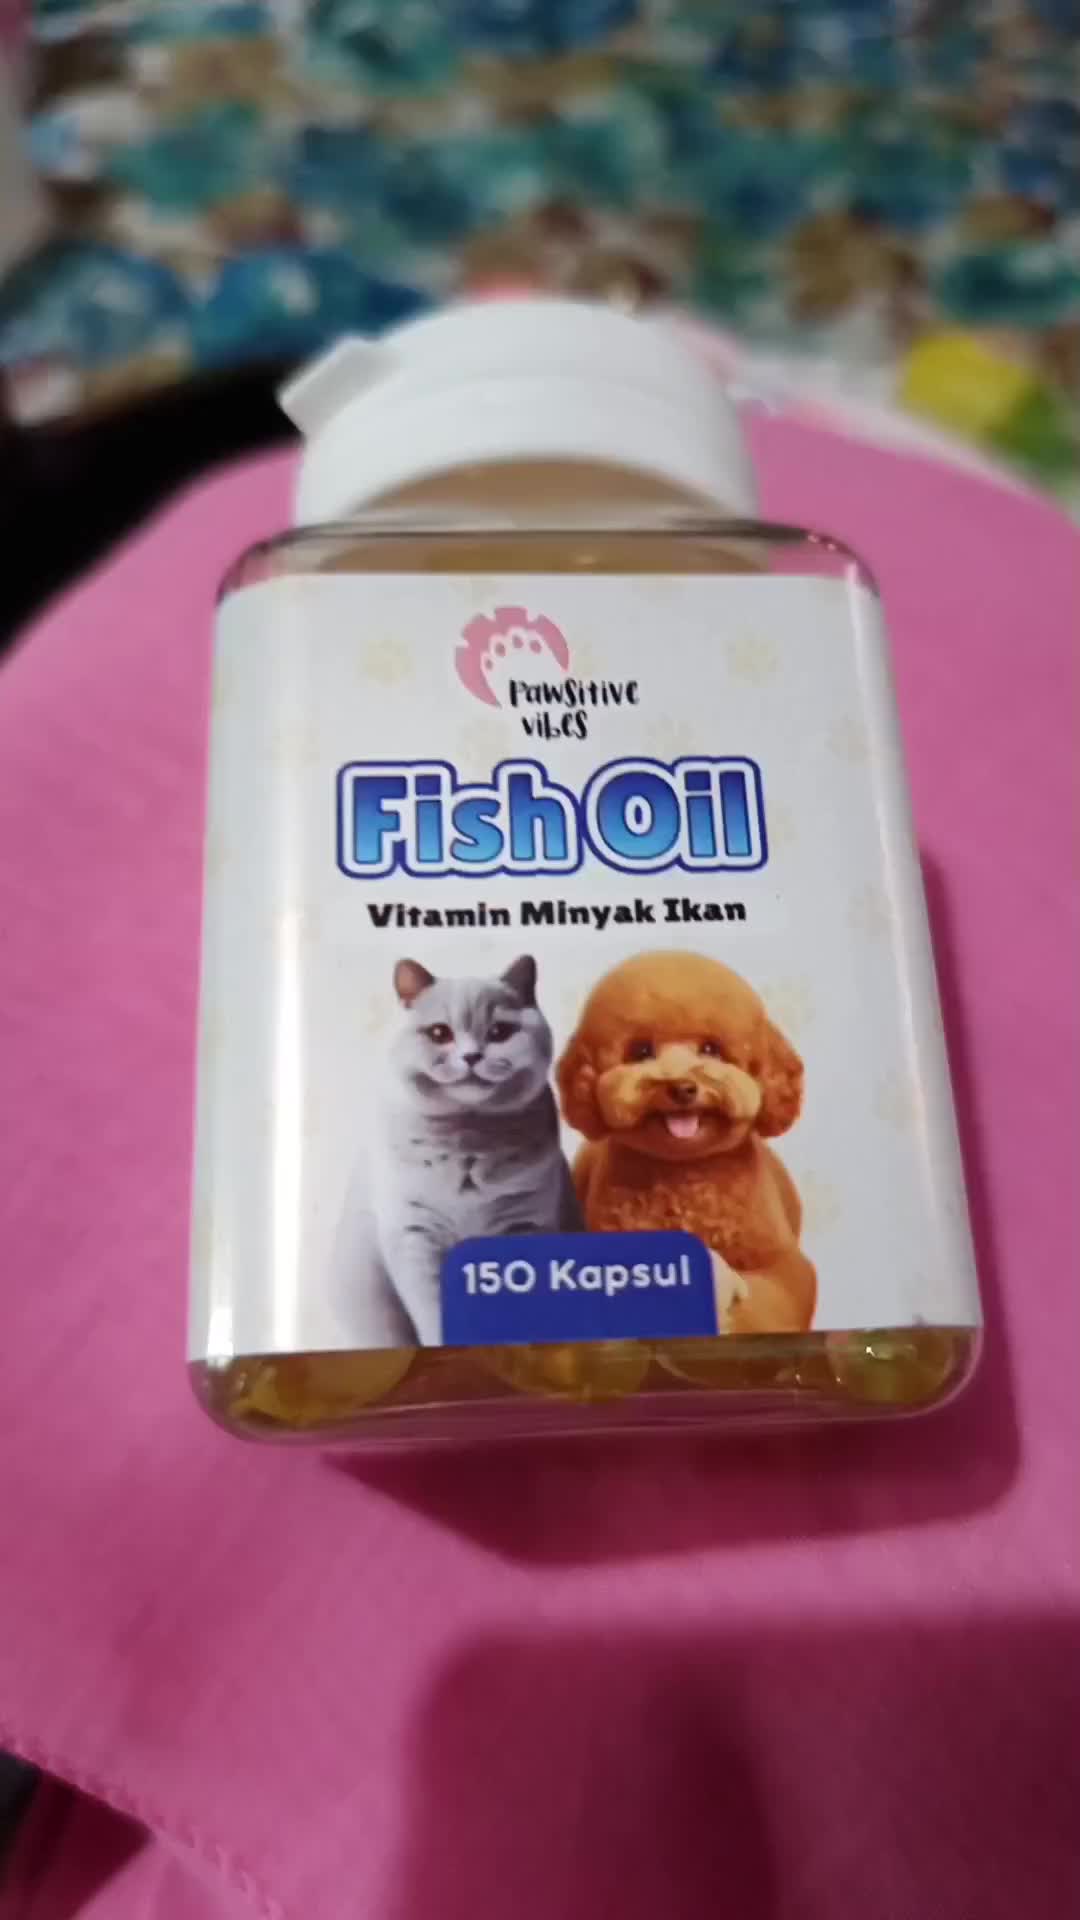 Pawsitive
vibes
Fish Oil
Vitamin Minyak Ikan
150 Kapsul